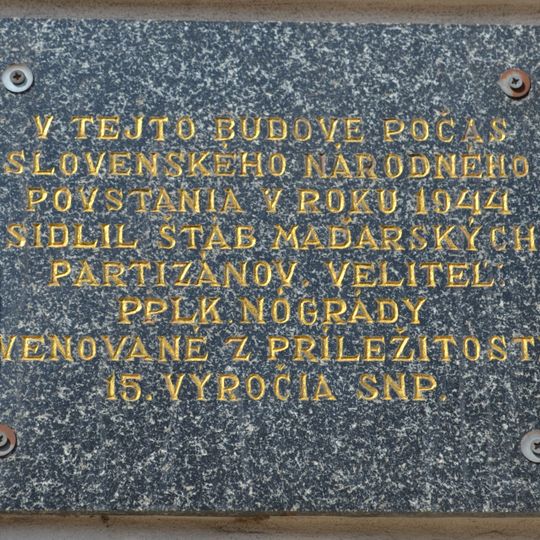 V TEJTO BUDOVE POČAS
SLOVENSKÉHO NÁRODNÉHO
POVSTANIA V ROKU 1944
SIDLIL ŠTÁB MAĎARSKÝCH
PARTIZÁNOV. VELITEĽ:
PPLK. NÓGRÁDY
VENOVANÉ Z PRÍLEŽITOSTI
15. VÝROČIA SNP.